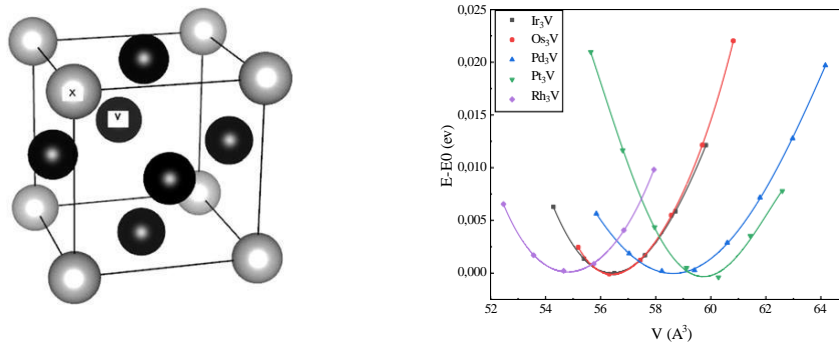 X
V
0,025
0,020
0,015
0,010
0,005
0,000
E-E0 (ev)
Ir₃V
Os₃V
Pd₃V
Pt₃V
Rh₃V
52 54 56 58 60 62 64
V (A³)